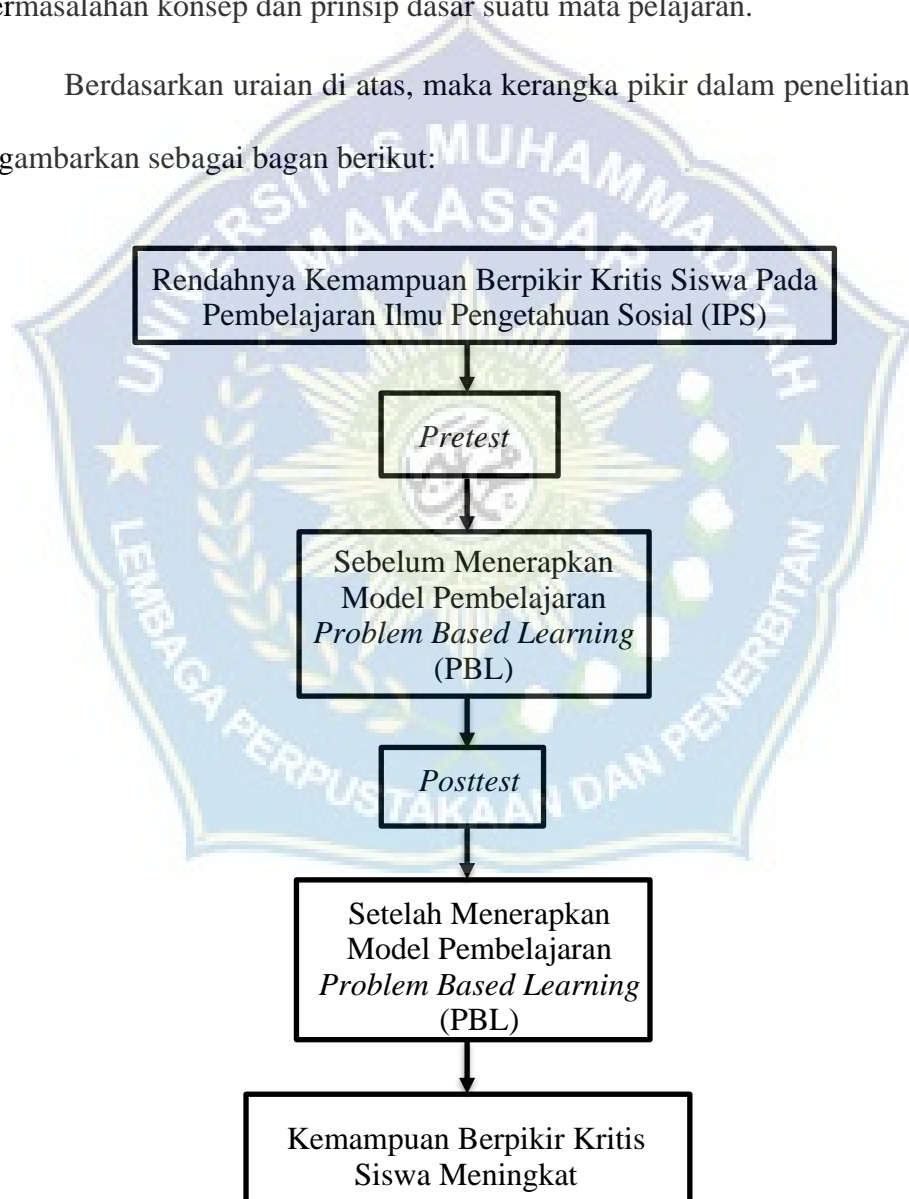 ermasalahan konsep dan prinsip dasar suatu mata pelajaran.
Berdasarkan uraian di atas, maka kerangka pikir dalam penelitian
gambarkan sebagai bagan berikut:
UNIVERSITAS MUHAMMADIYAH
MAKASSAR
Rendahnya Kemampuan Berpikir Kritis Siswa Pada
Pembelajaran Ilmu Pengetahuan Sosial (IPS)
Pretest
Sebelum Menerapkan
Model Pembelajaran
Problem Based Learning
(PBL)
Posttest
LEMBAGA PERPUSTAKAAN DAN PENERBITAN
Setelah Menerapkan
Model Pembelajaran
Problem Based Learning
(PBL)
Kemampuan Berpikir Kritis
Siswa Meningkat